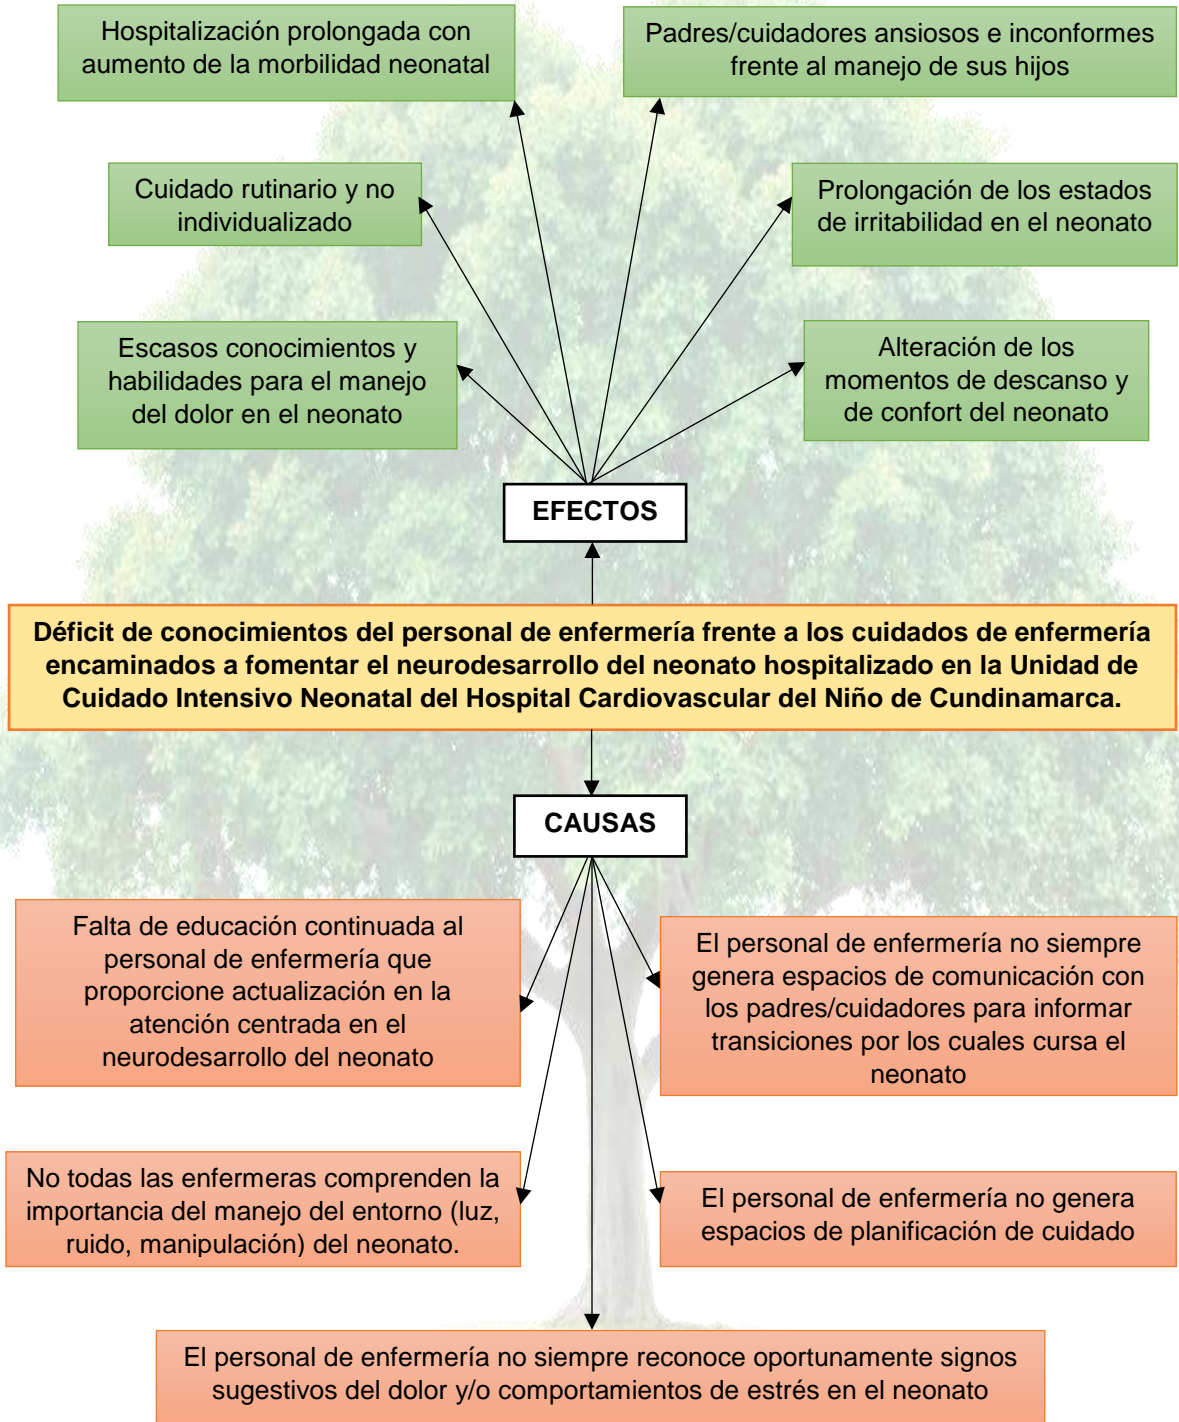 Hospitalización prolongada con
aumento de la morbilidad neonatal
Padres/cuidadores ansiosos e inconformes
frente al manejo de sus hijos
Cuidado rutinario y no
individualizado
Prolongación de los estados
de irritabilidad en el neonato
Escasos conocimientos y
habilidades para el manejo
del dolor en el neonato
Alteración de los
momentos de descanso y
de confort del neonato
EFECTOS
Déficit de conocimientos del personal de enfermería frente a los cuidados de enfermería
encaminados a fomentar el neurodesarrollo del neonato hospitalizado en la Unidad de
Cuidado Intensivo Neonatal del Hospital Cardiovascular del Niño de Cundinamarca.
CAUSAS
Falta de educación continuada al
personal de enfermería que
proporcione actualización en la
atención centrada en el
neurodesarrollo del neonato
El personal de enfermería no siempre
genera espacios de comunicación con
los padres/cuidadores para informar
transiciones por los cuales cursa el
neonato
No todas las enfermeras comprenden la
importancia del manejo del entorno (luz,
ruido, manipulación) del neonato.
El personal de enfermería no genera
espacios de planificación de cuidado
El personal de enfermería no siempre reconoce oportunamente signos
sugestivos del dolor y/o comportamientos de estrés en el neonato